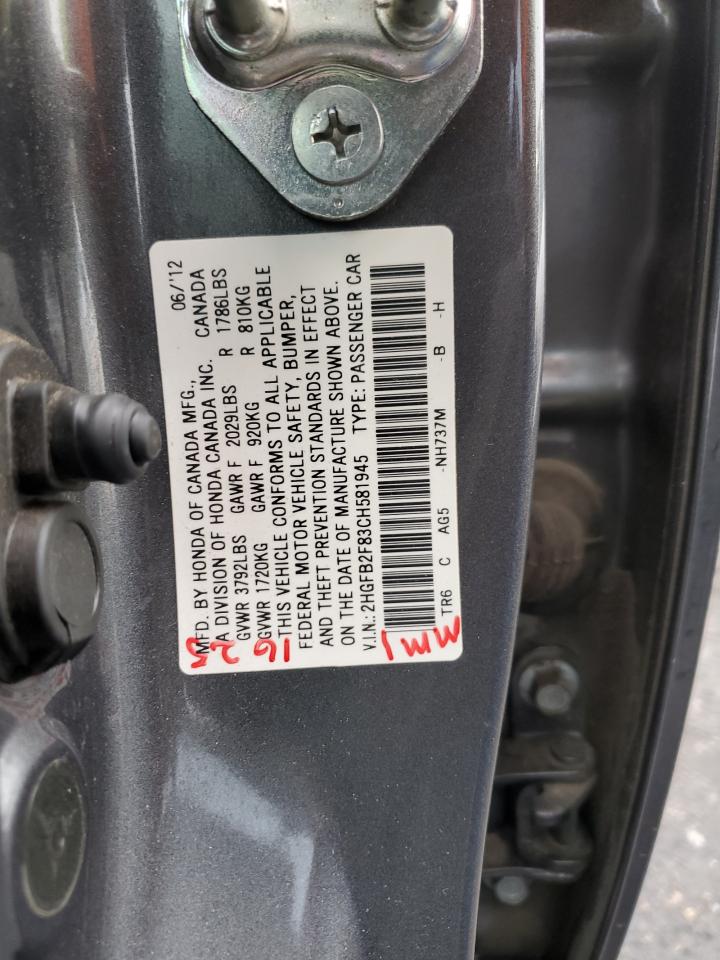 06/'12
MFD. BY HONDA OF CANADA MFG.,
A DIVISION OF HONDA CANADA INC. CANADA
GVWR 3792LBS GAWR F 2029LBS R 1786LBS
GVWR 1720KG GAWR F 920KG R 810KG
THIS VEHICLE CONFORMS TO ALL APPLICABLE
FEDERAL MOTOR VEHICLE SAFETY, BUMPER,
AND THEFT PREVENTION STANDARDS IN EFFECT
ON THE DATE OF MANUFACTURE SHOWN ABOVE.
V.I.N.: 2HGFB2F83CH581945 TYPE: PASSENGER CAR
TR6 C AG5 -NH737M -B -H